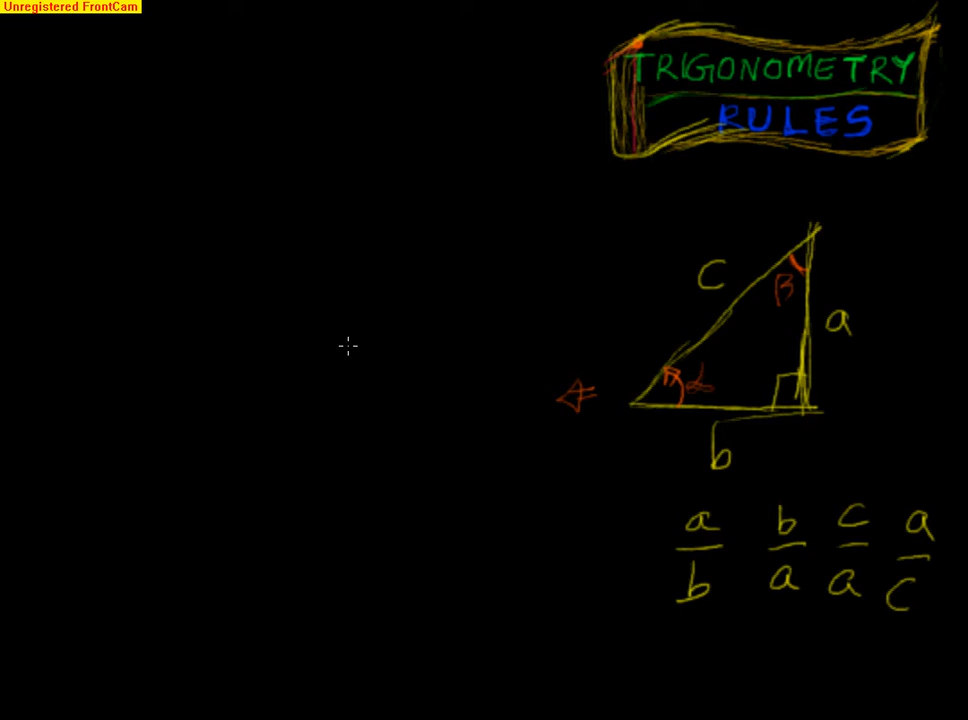 Unregistered FrontCam
TRIGONOMETRY
RULES
c
β
a
α
b
a b c a
b a a c